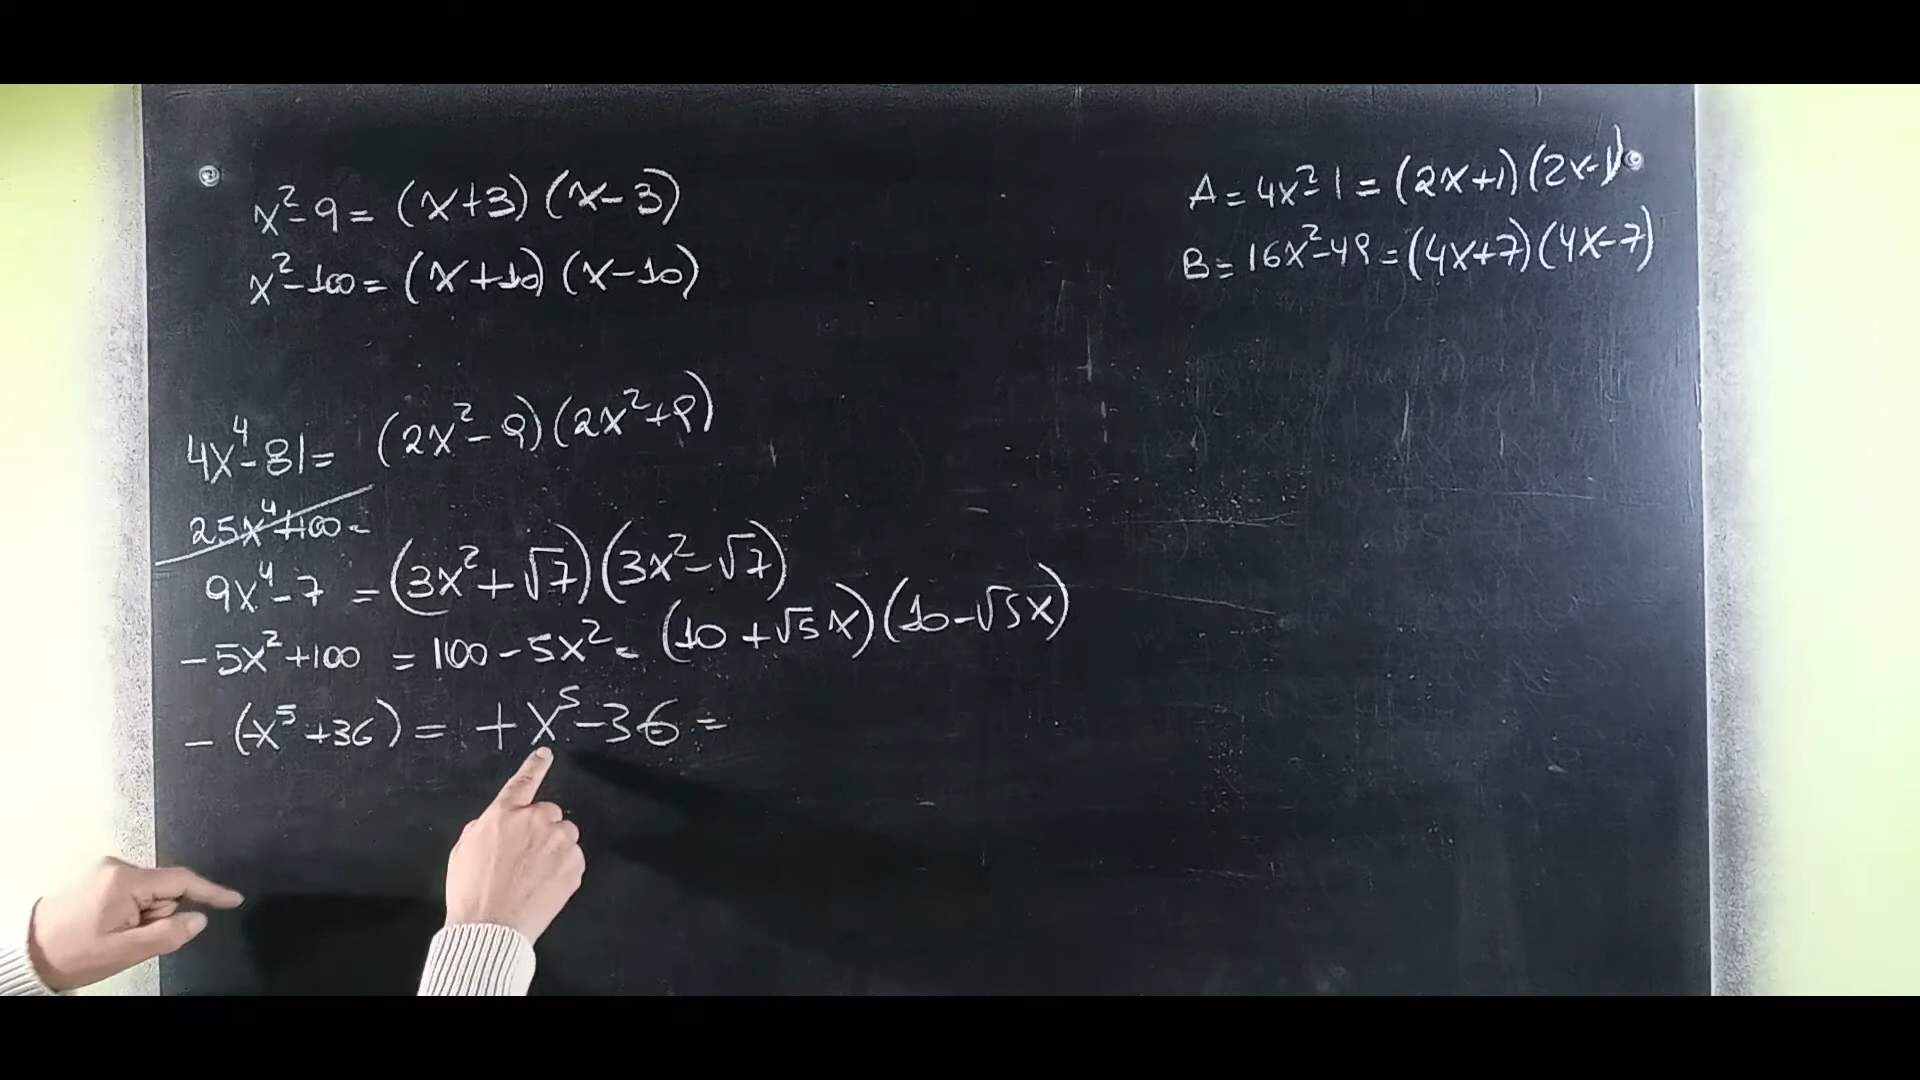 x²-9= (x+3) (x-3)
x²-100= (x+10) (x-10)
4x⁴-81= (2x²-9)(2x²+9)
25x⁴+100=
9x⁴-7 = (3x²+√7)(3x²-√7)
-5x²+100 = 100-5x²= (10+√5x)(10-√5x)
-(-x⁵+36) = +x⁵-36=
A=4x²-1=(2x+1)(2x-1)
B=16x²-49=(4x+7)(4x-7)